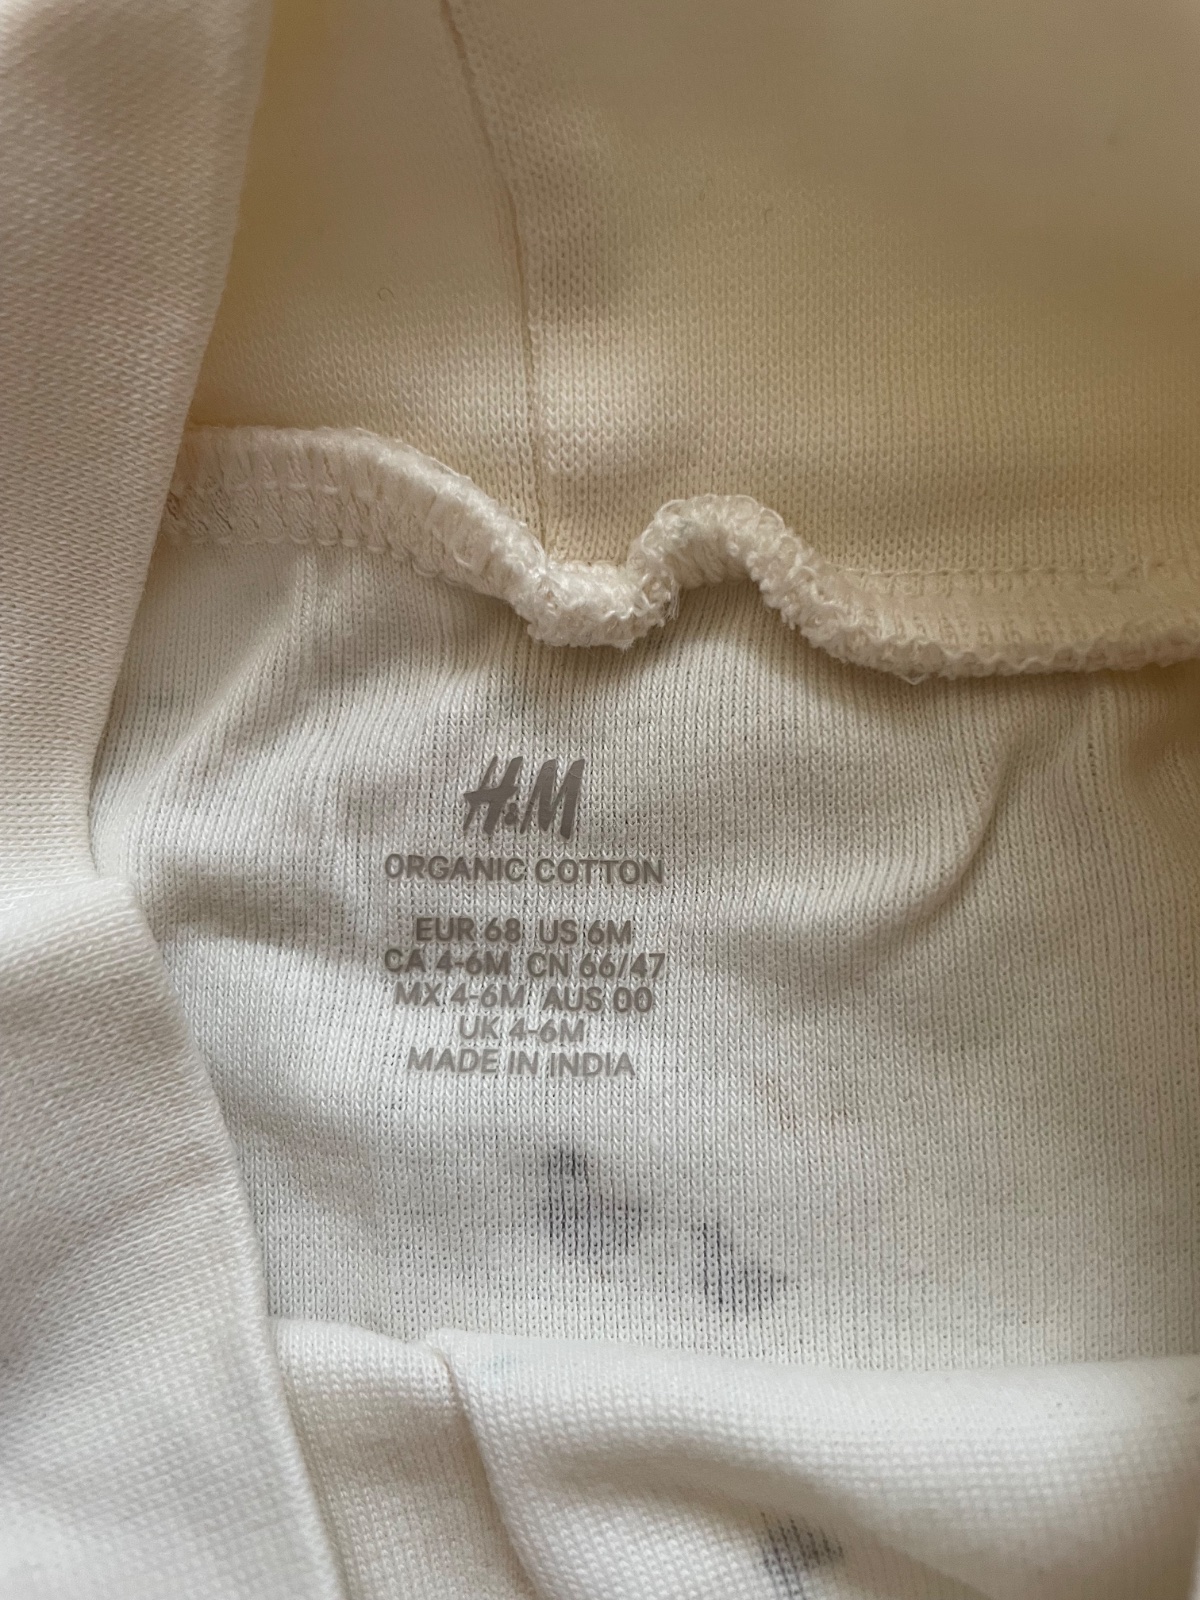 H&M
ORGANIC COTTON
EUR 68 US 6M
CA 4-6M CN 66/47
MX 4-6M AUS 00
UK 4-6M
MADE IN INDIA